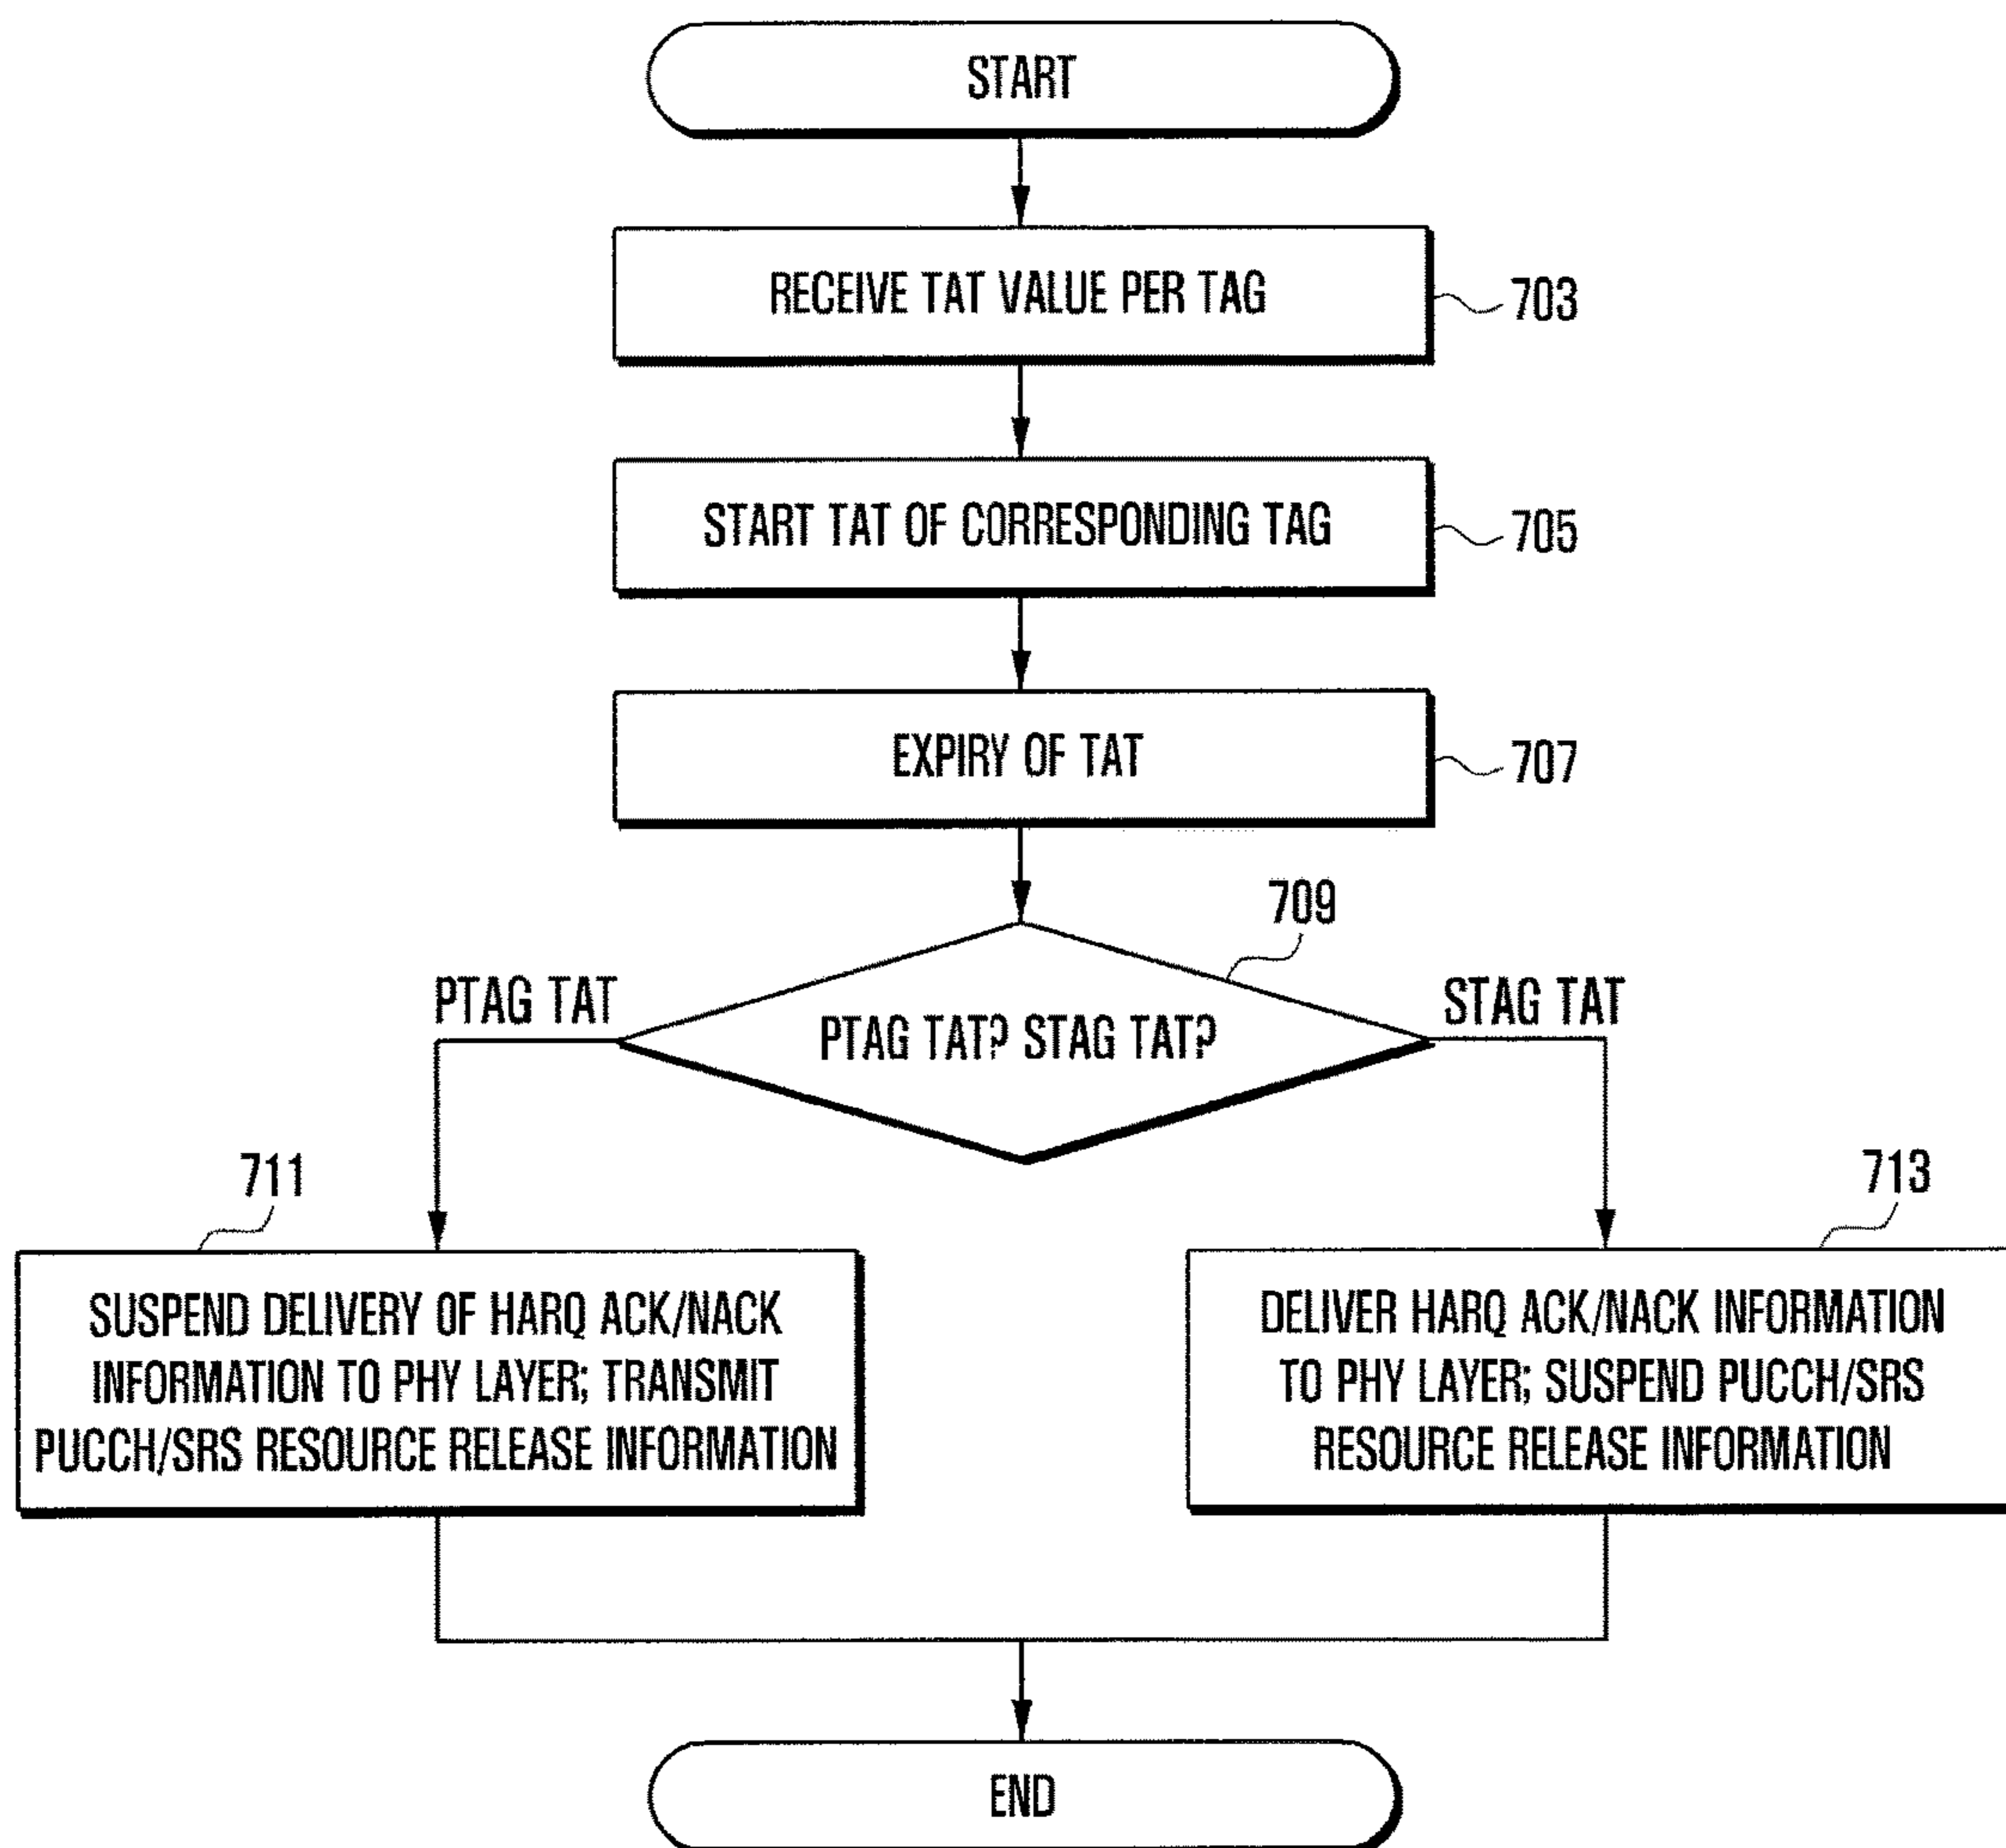 START
RECEIVE TAT VALUE PER TAG
703
START TAT OF CORRESPONDING TAG
705
EXPIRY OF TAT
707
709
PTAG TAT
PTAG TAT? STAG TAT?
STAG TAT
711
SUSPEND DELIVERY OF HARQ ACK/NACK
INFORMATION TO PHY LAYER; TRANSMIT
PUCCH/SRS RESOURCE RELEASE INFORMATION
713
DELIVER HARQ ACK/NACK INFORMATION
TO PHY LAYER; SUSPEND PUCCH/SRS
RESOURCE RELEASE INFORMATION
END